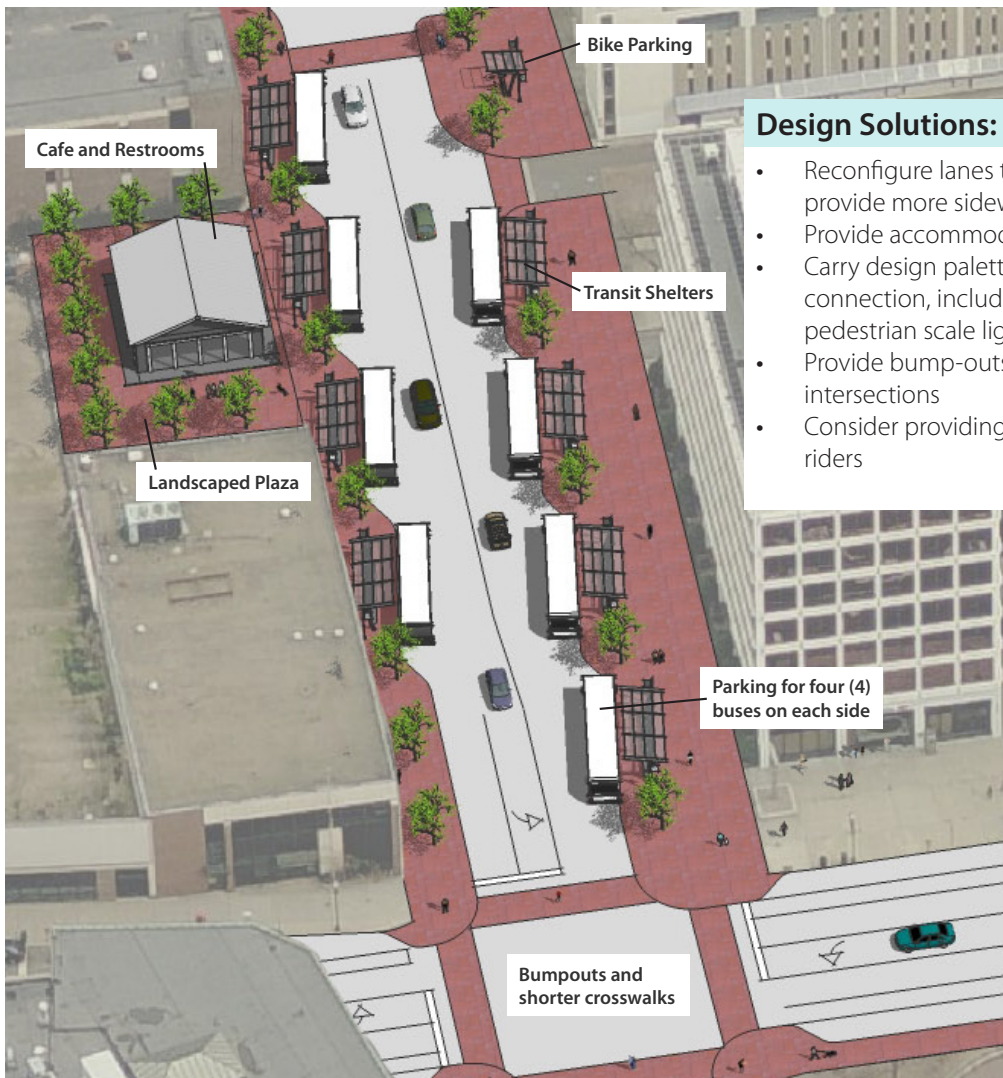 Bike Parking
Design Solutions:
Cafe and Restrooms
• Reconfigure lanes t
provide more sidew
• Provide accommod
• Carry design palett
connection, includ
pedestrian scale lig
• Provide bump-outs
intersections
• Consider providing
riders
Transit Shelters
Landscaped Plaza
Parking for four (4)
buses on each side
Bumpouts and
shorter crosswalks